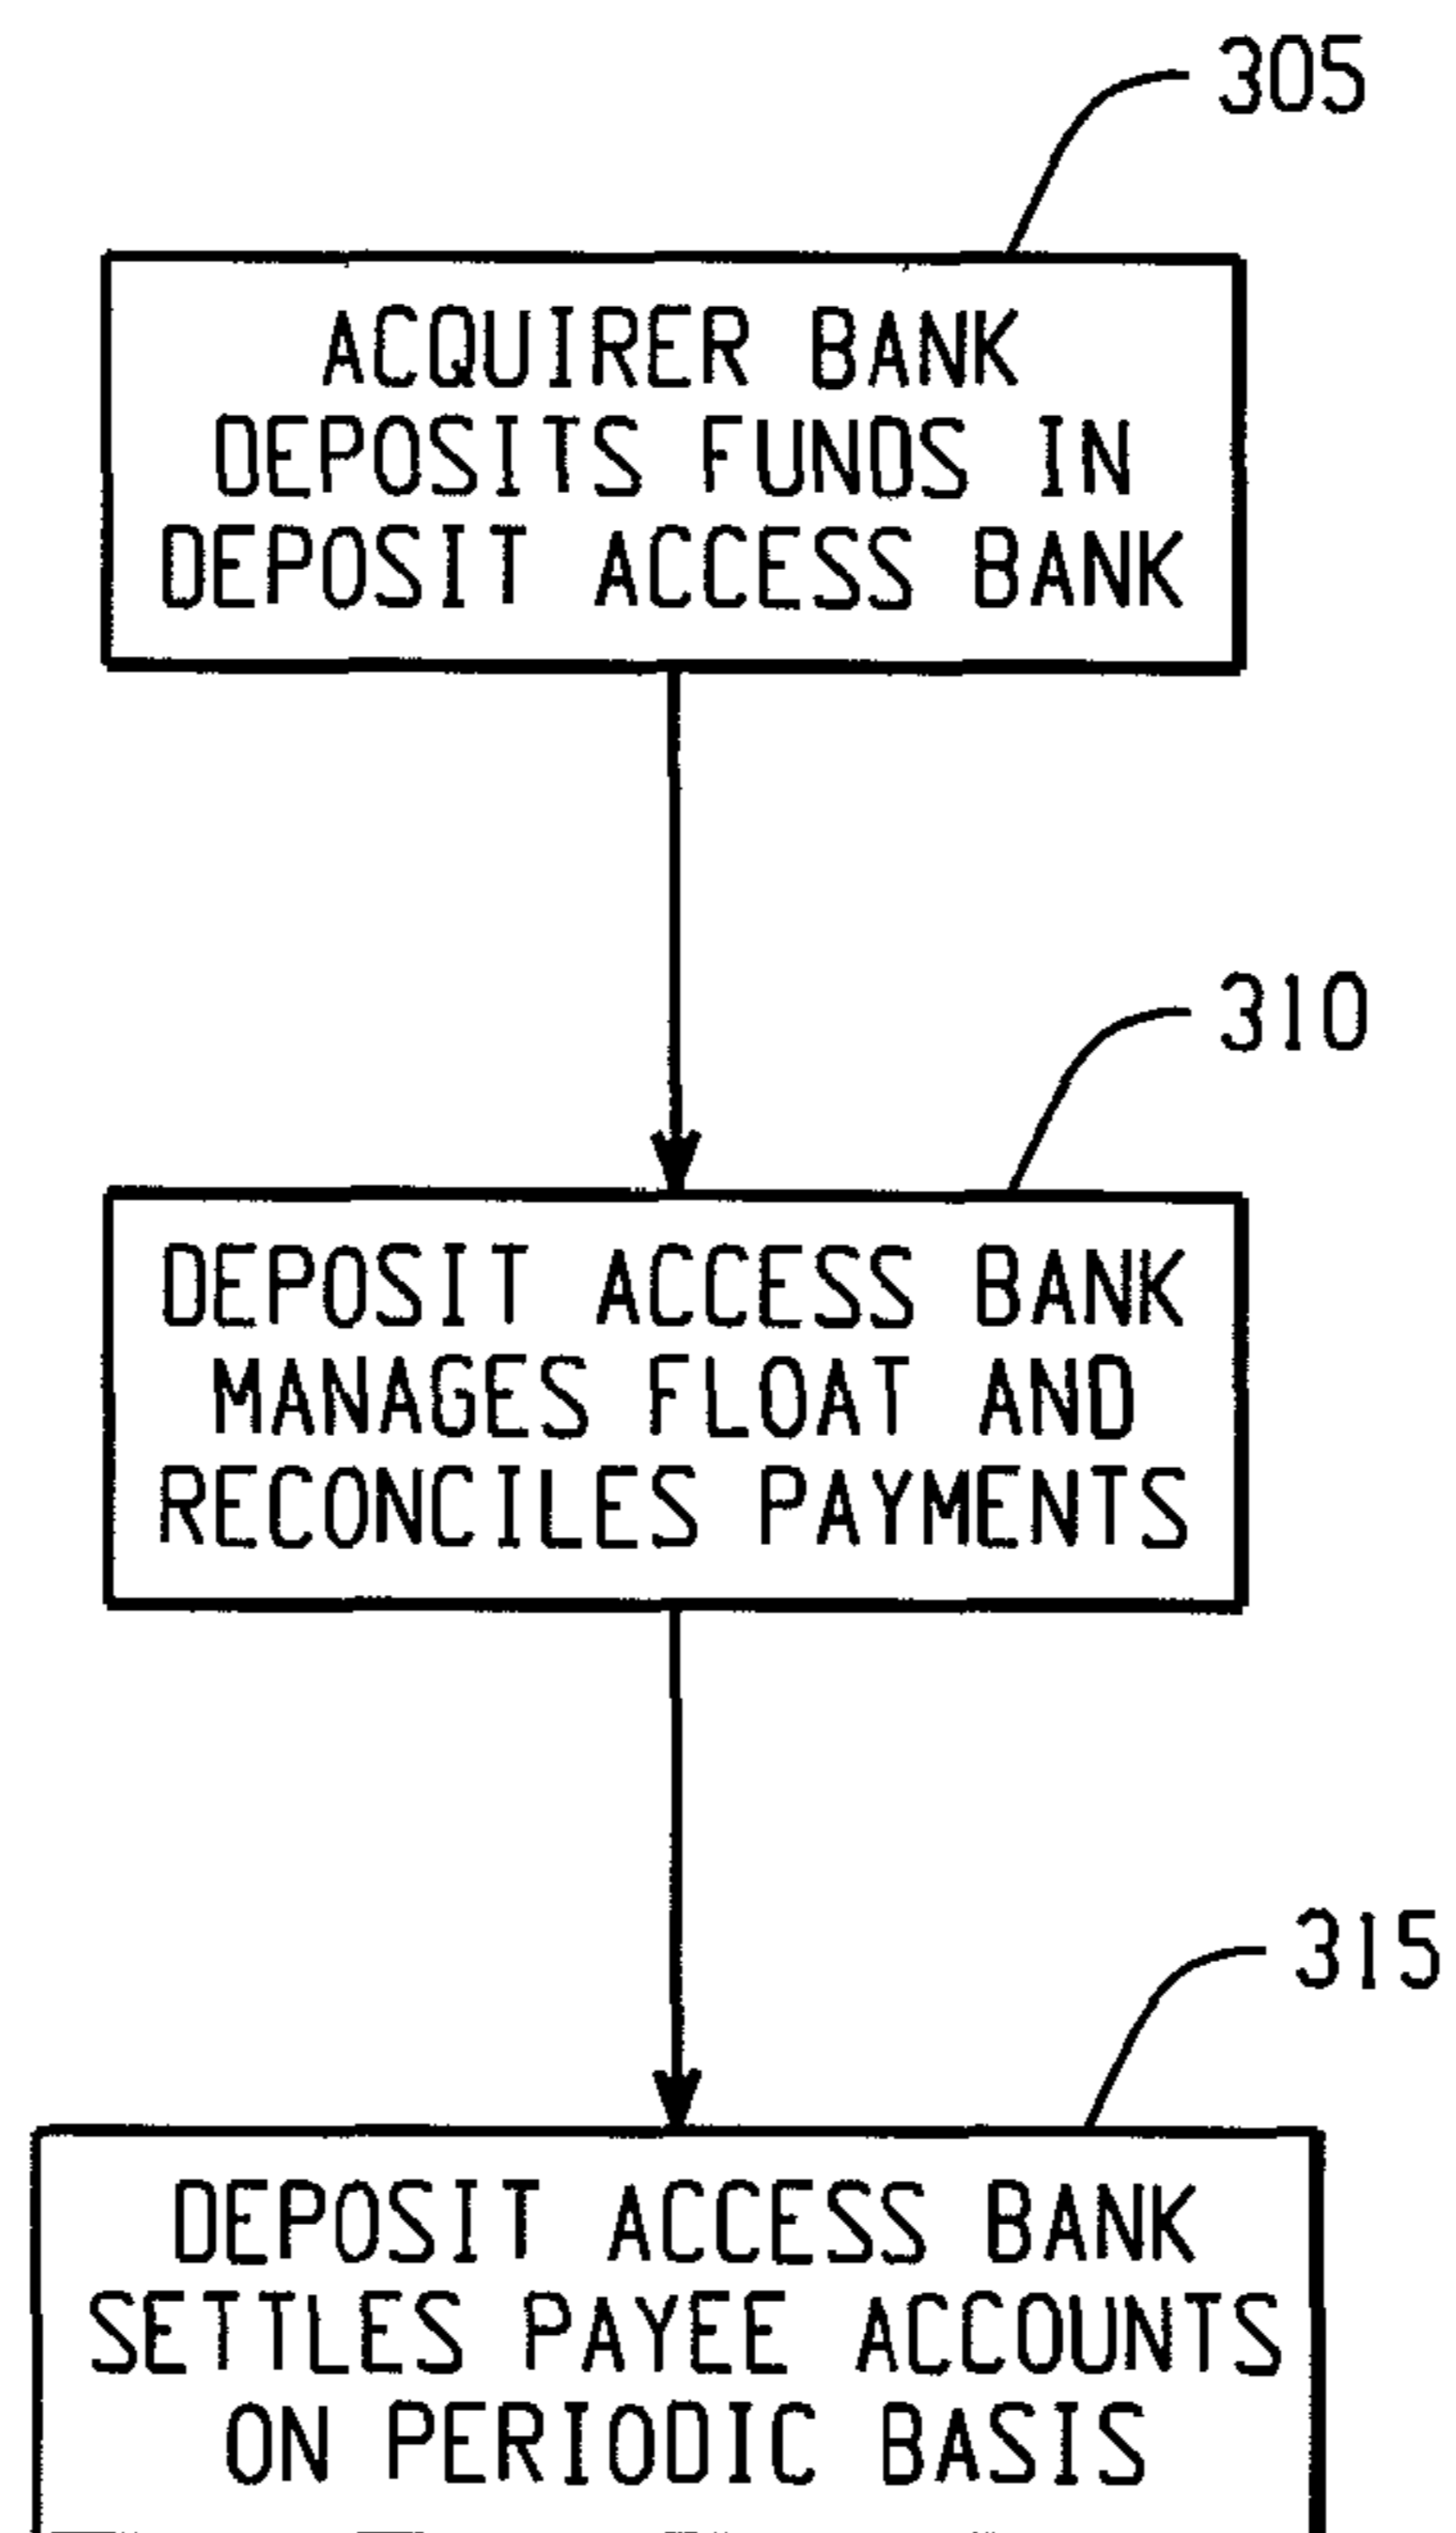 305
ACQUIRER BANK
DEPOSITS FUNDS IN
DEPOSIT ACCESS BANK
310
DEPOSIT ACCESS BANK
MANAGES FLOAT AND
RECONCILES PAYMENTS
315
DEPOSIT ACCESS BANK
SETTLES PAYEE ACCOUNTS
ON PERIODIC BASIS